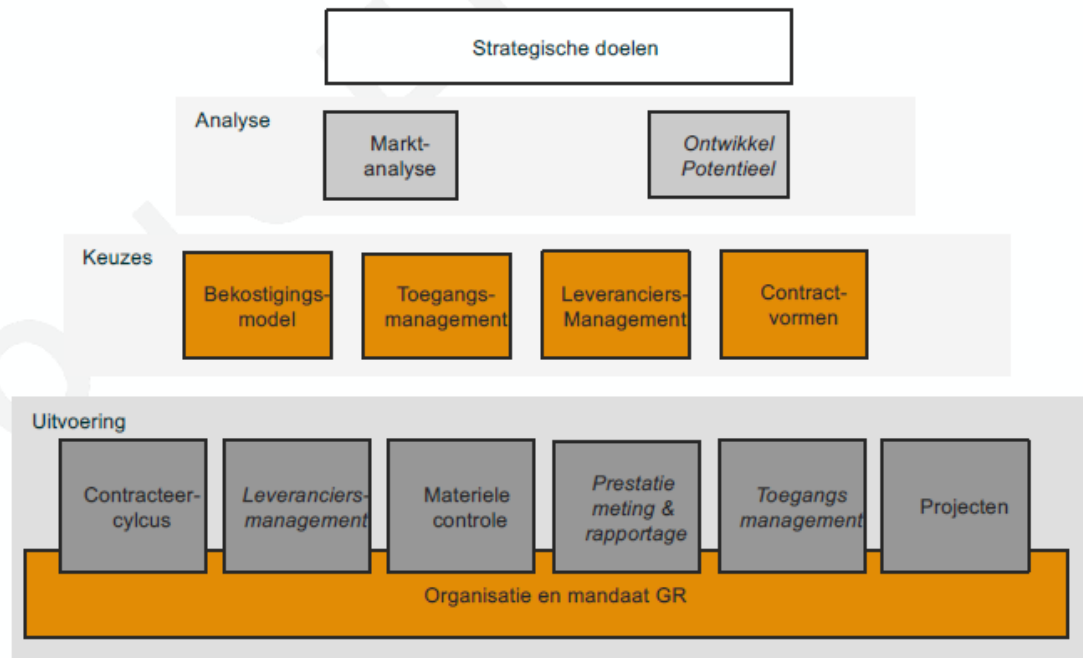 Strategische doelen
Analyse
Markt-
analyse
Ontwikkel
Potentieel
Keuzes
Bekostigings-
model
Toegangs-
management
Leveranciers-
Management
Contract-
vormen
Uitvoering
Contracteer-
cylcus
Leveranciers-
management
Materiele
controle
Prestatie
meting &
rapportage
Toegangs
management
Projecten
Organisatie en mandaat GR